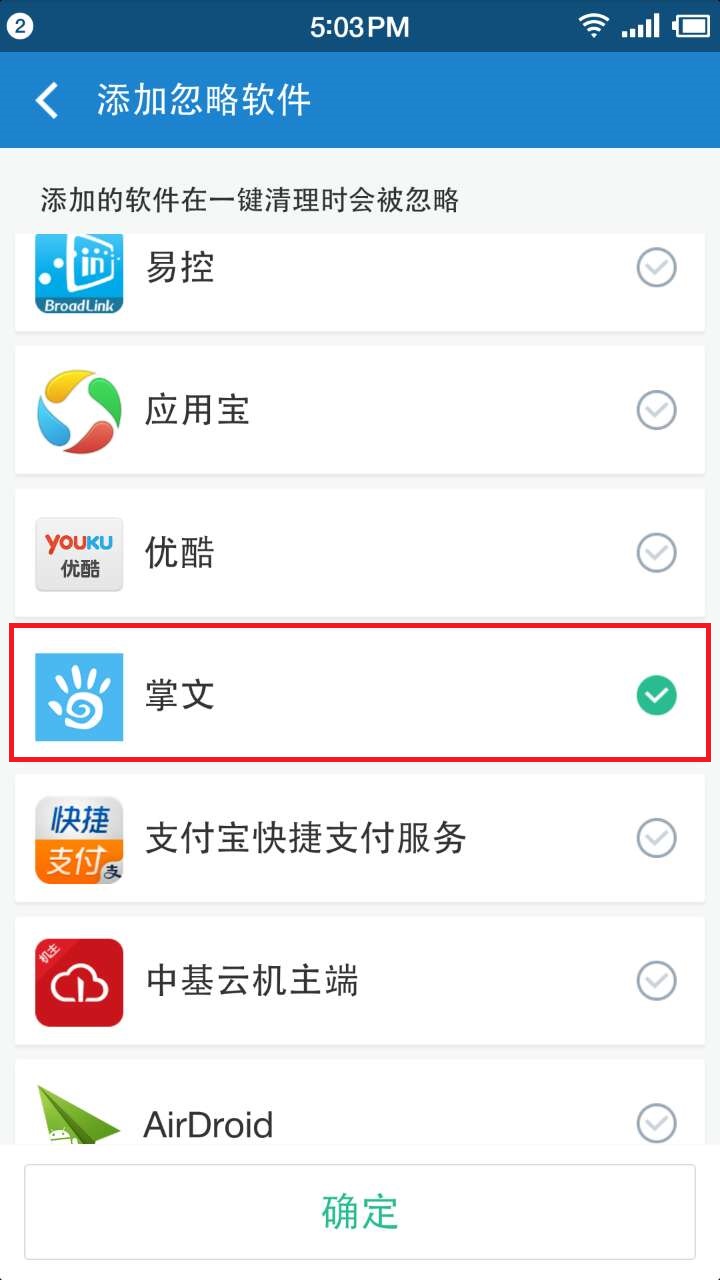 2
5:03PM
添加忽略软件
添加的软件在一键清理时会被忽略
in
BroadLink
易控
应用宝
YOUKU
优酷
优酷
掌文
快捷
支付
支
支付宝快捷支付服务
机主
中基云机主端
AirDroid
确定